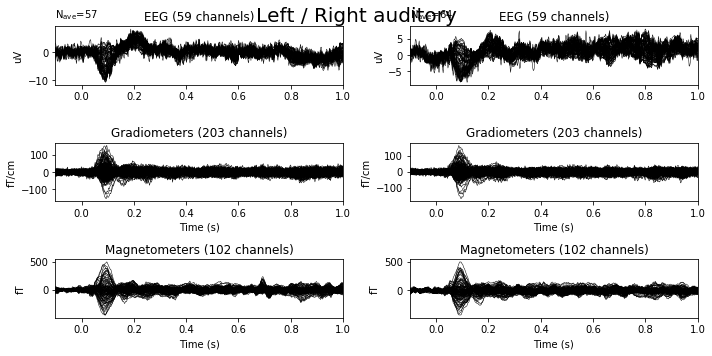 Left / Right auditory
Nave=57
EEG (59 channels)
uV
0
−10
0.0 0.2 0.4 0.6 0.8 1.0
Gradiometers (203 channels)
fT/cm
100
0
−100
0.0 0.2 0.4 0.6 0.8 1.0
Time (s)
Magnetometers (102 channels)
fT
500
0
0.0 0.2 0.4 0.6 0.8 1.0
Time (s)
EEG (59 channels)
uV
5
0
−5
0.0 0.2 0.4 0.6 0.8 1.0
Gradiometers (203 channels)
fT/cm
100
0
−100
0.0 0.2 0.4 0.6 0.8 1.0
Time (s)
Magnetometers (102 channels)
fT
500
0
0.0 0.2 0.4 0.6 0.8 1.0
Time (s)